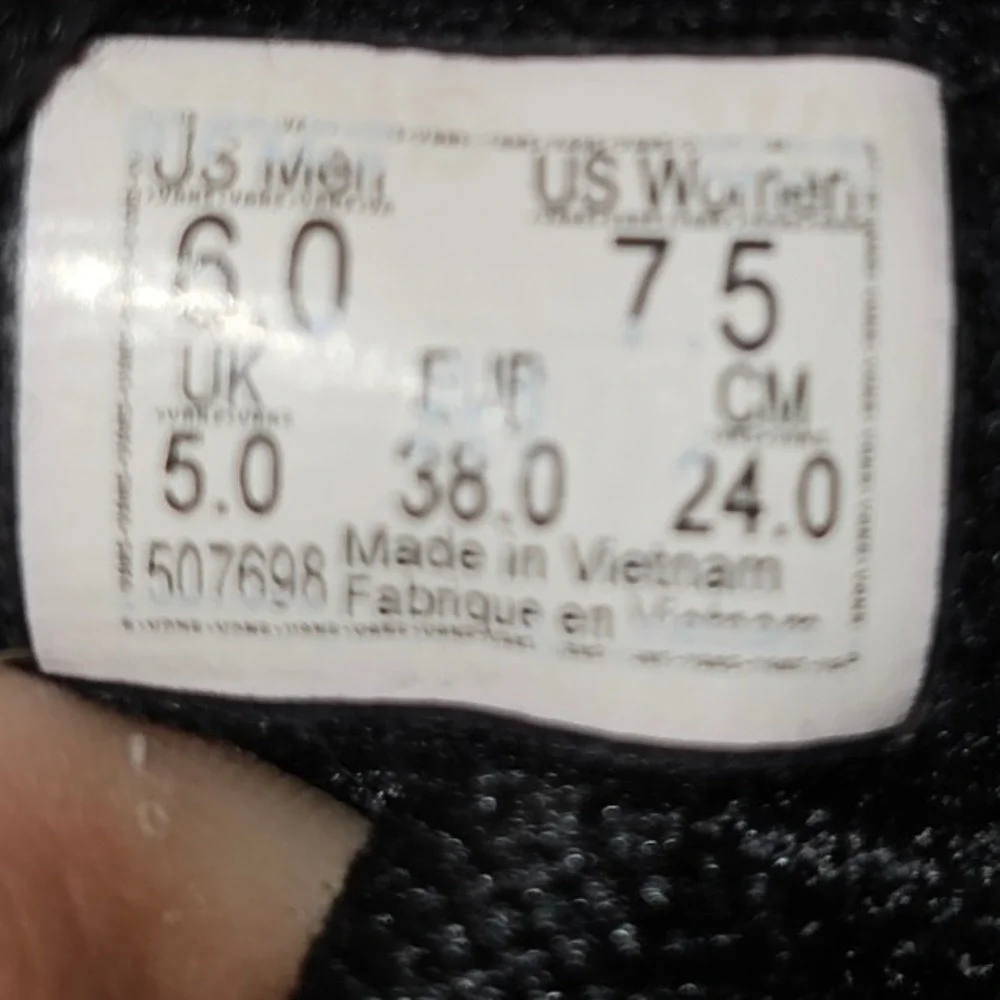 US Men US Women
6.0 7.5
UK EUR CM
5.0 38.0 24.0
507698 Made in Vietnam
Fabrique en Vietnam